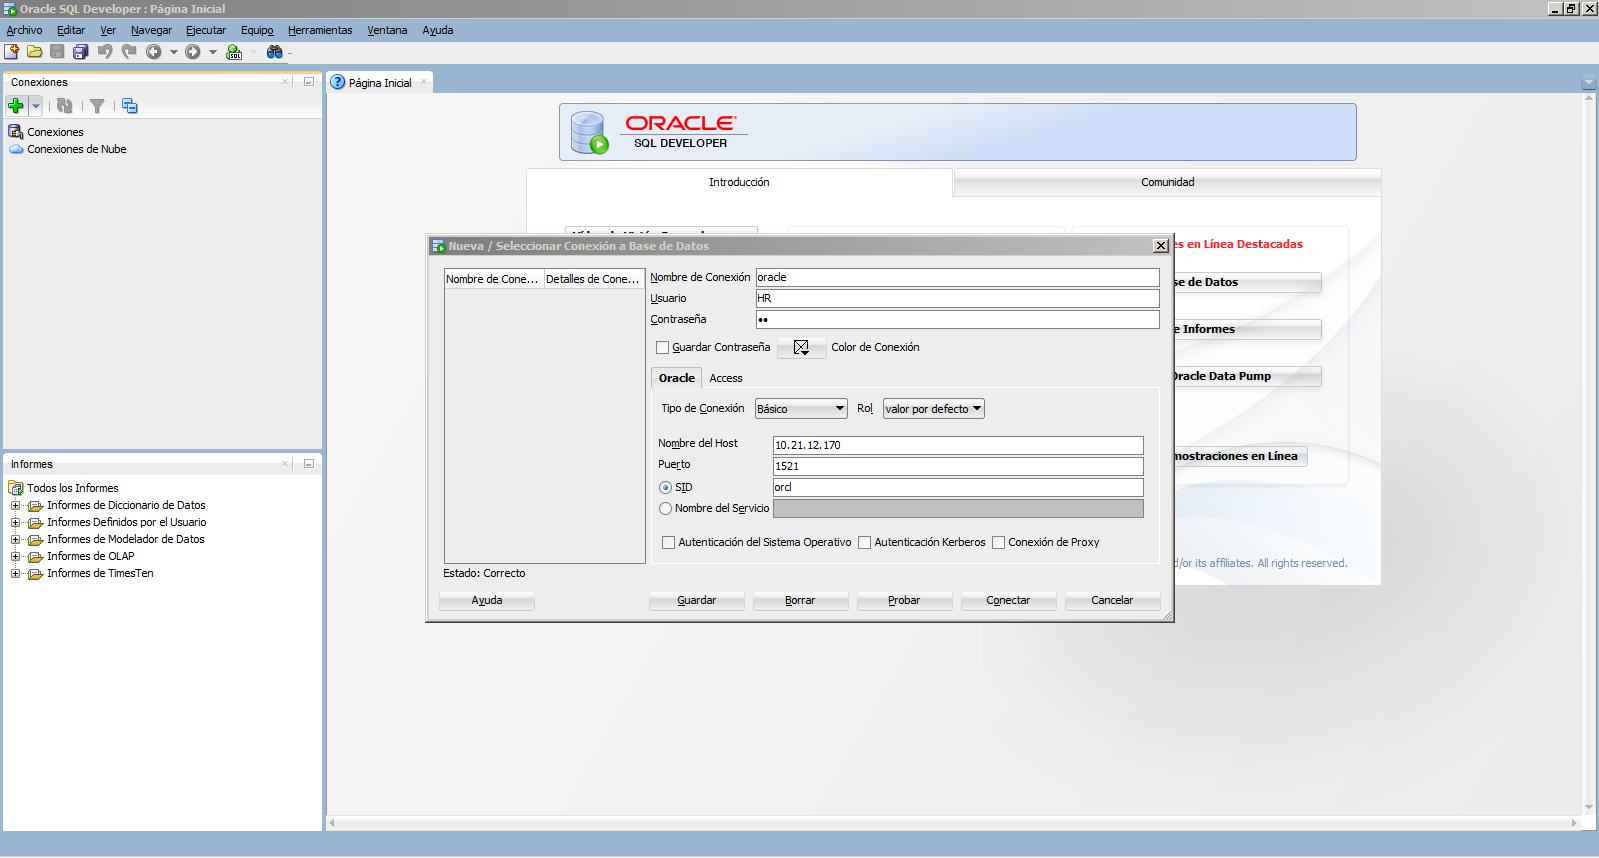 Oracle SQL Developer : Página Inicial
Archivo Editar Ver Navegar Ejecutar Equipo Herramientas Ventana Ayuda
Conexiones
Conexiones
Conexiones de Nube
Informes
Todos los Informes
Informes de Diccionario de Datos
Informes Definidos por el Usuario
Informes de Modelador de Datos
Informes de OLAP
Informes de TimesTen
Página Inicial
ORACLE
SQL DEVELOPER
Introducción Comunidad
es en Línea Destacadas
se de Datos
e Informes
Oracle Data Pump
mostraciones en Línea
d/or its affiliates. All rights reserved.
Nueva / Seleccionar Conexión a Base de Datos
Nombre de Cone... Detalles de Cone...
Nombre de Conexión oracle
Usuario HR
Contraseña ●●
Guardar Contraseña Color de Conexión
Oracle Access
Tipo de Conexión Básico Rol valor por defecto
Nombre del Host 10.21.12.170
Puerto 1521
SID orcl
Nombre del Servicio
Autenticación del Sistema Operativo Autenticación Kerberos Conexión de Proxy
Estado: Correcto
Ayuda Guardar Borrar Probar Conectar Cancelar